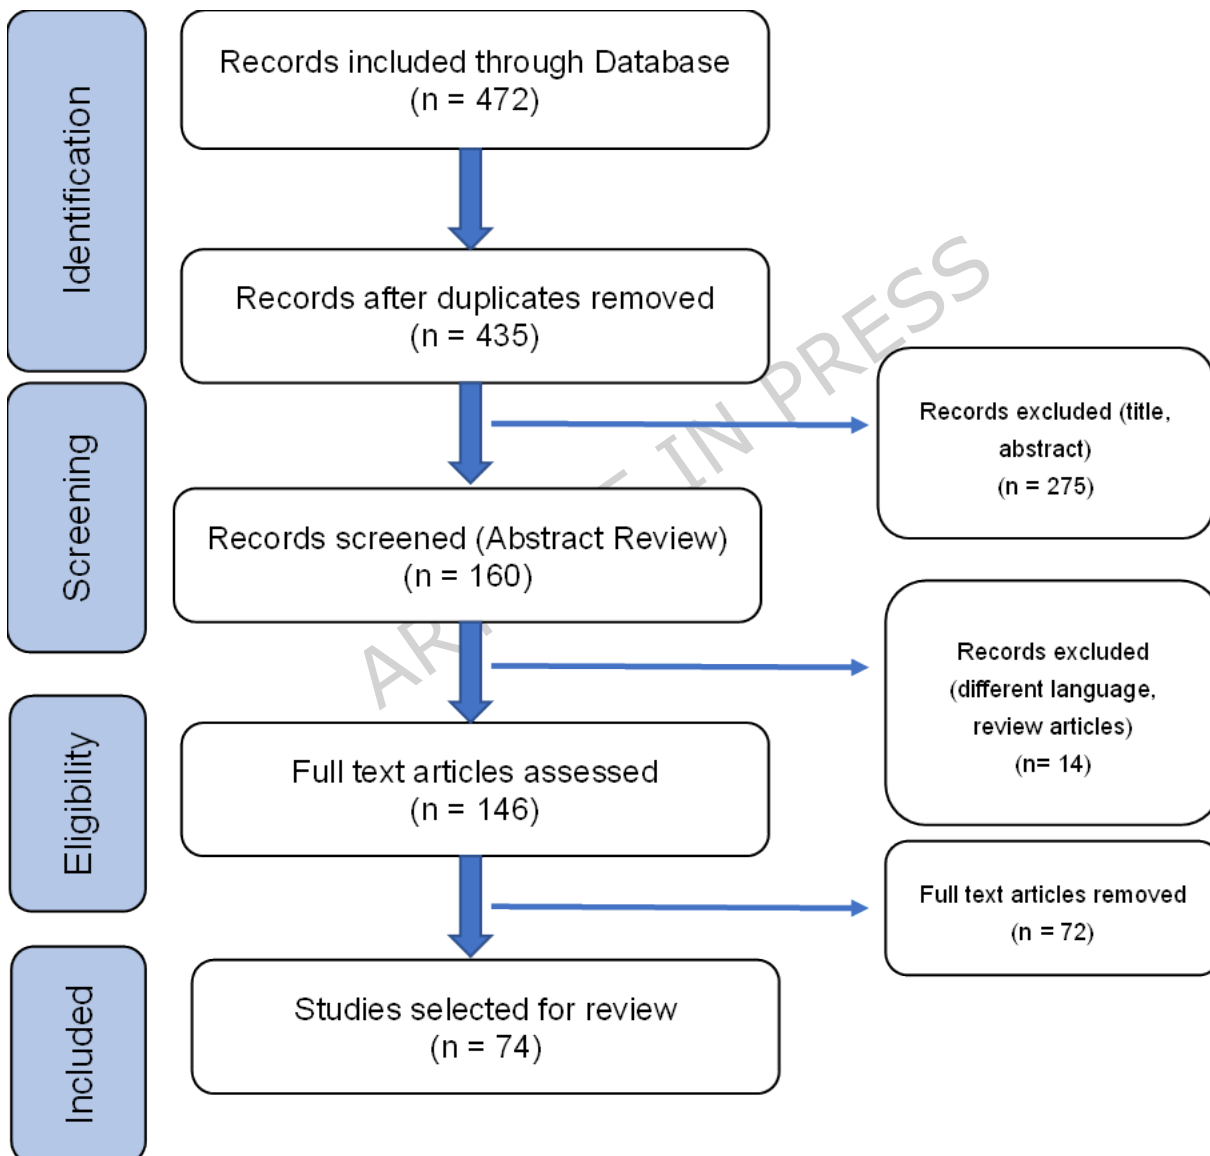 Identification
Records included through Database
(n = 472)
Records after duplicates removed
(n = 435)
Screening
Records excluded (title,
abstract)
(n = 275)
Records screened (Abstract Review)
(n = 160)
Records excluded
(different language,
review articles)
(n= 14)
Eligibility
Full text articles assessed
(n = 146)
Full text articles removed
(n = 72)
Included
Studies selected for review
(n = 74)
IN PRESS